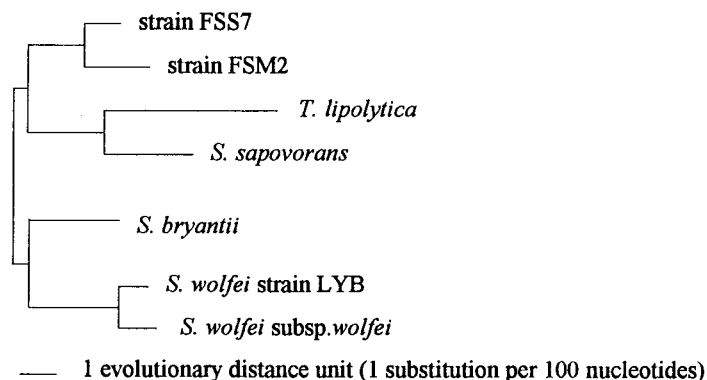 strain FSS7
strain FSM2
T. lipolytica
S. sapovorans
S. bryantii
S. wolfei strain LYB
S. wolfei subsp.wolfei
1 evolutionary distance unit (1 substitution per 100 nucleotides)